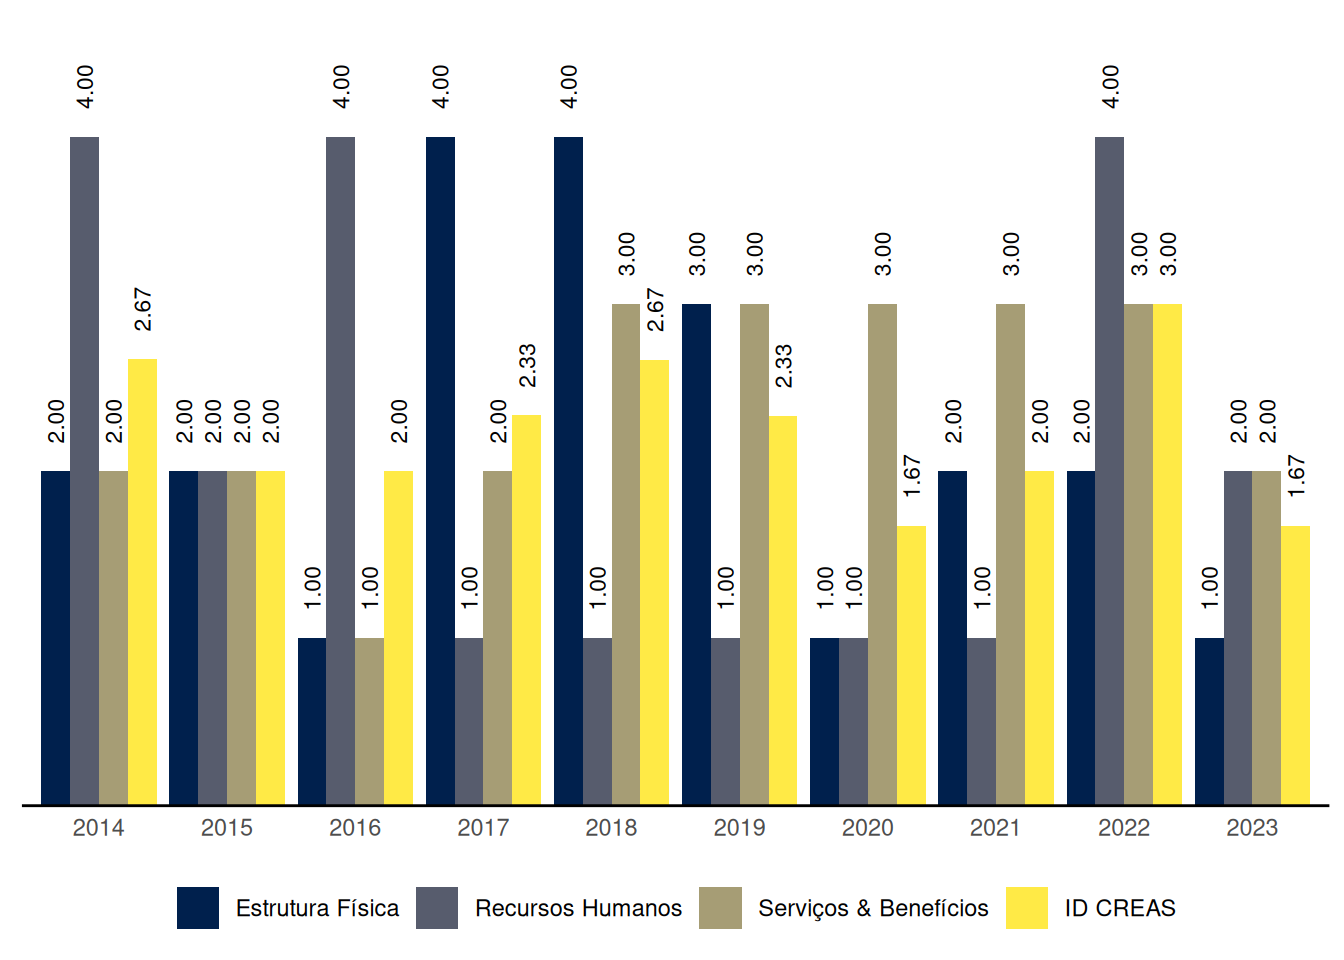 4.00 4.00 4.00 4.00 4.00
3.00 3.00 3.00 3.00 3.00 3.00 3.00
2.67 2.67
2.33 2.33
2.00 2.00 2.00 2.00 2.00 2.00 2.00 2.00 2.00 2.00 2.00 2.00 2.00
1.67 1.67
1.00 1.00 1.00 1.00 1.00 1.00 1.00 1.00 1.00
2014 2015 2016 2017 2018 2019 2020 2021 2022 2023
Estrutura Física Recursos Humanos Serviços & Benefícios ID CREAS